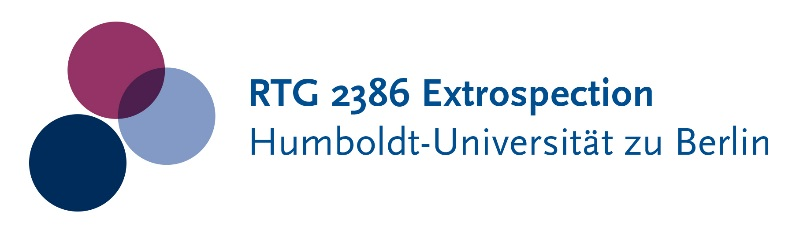 RTG 2386 Extrospection
Humboldt-Universität zu Berlin